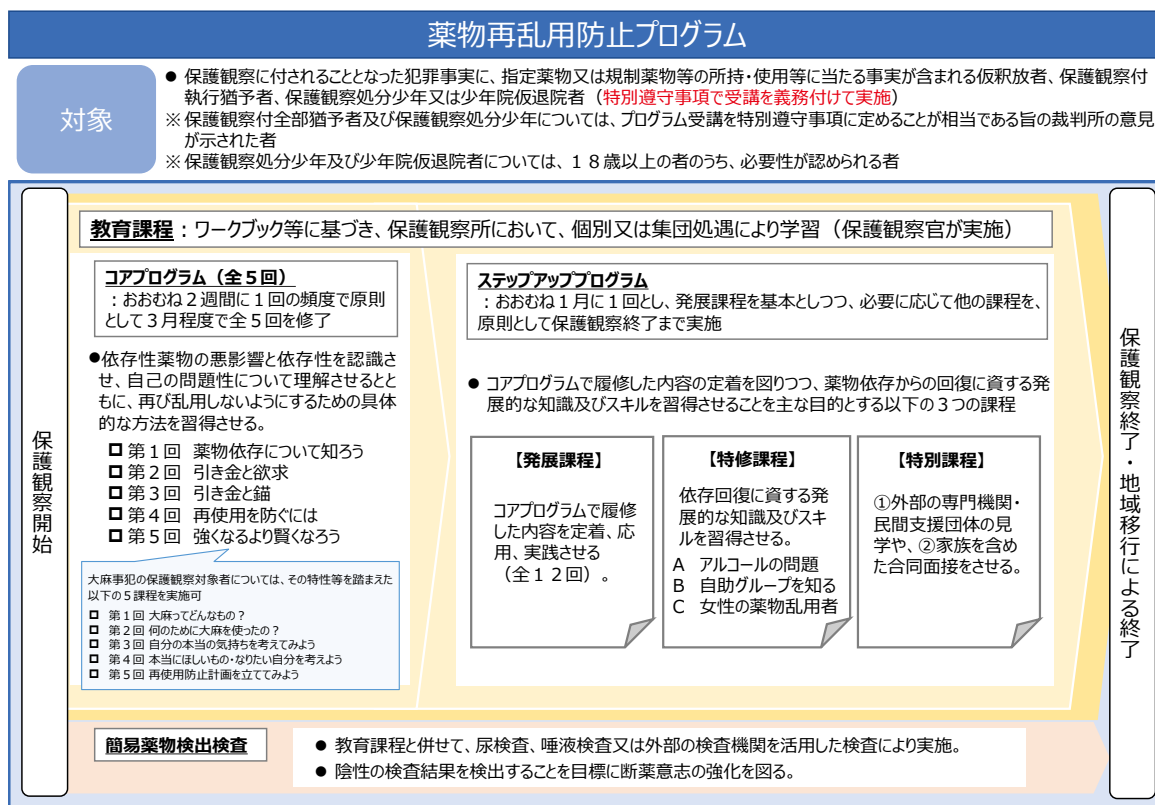 薬物再乱用防止プログラム
対象
● 保護観察に付されることとなった犯罪事実に、指定薬物又は規制薬物等の所持・使用等に当たる事実が含まれる仮釈放者、保護観察付
執行猶予者、保護観察処分少年又は少年院仮退院者（特別遵守事項で受講を義務付けて実施）
※ 保護観察付全部猶予者及び保護観察処分少年については、プログラム受講を特別遵守事項に定めることが相当である旨の裁判所の意見
が示された者
※ 保護観察処分少年及び少年院仮退院者については、１８歳以上の者のうち、必要性が認められる者
保護観察開始
教育課程：ワークブック等に基づき、保護観察所において、個別又は集団処遇により学習（保護観察官が実施）
コアプログラム（全５回）
：おおむね２週間に１回の頻度で原則
として３月程度で全５回を修了
●依存性薬物の悪影響と依存性を認識さ
せ、自己の問題性について理解させるとと
もに、再び乱用しないようにするための具体
的な方法を習得させる。
第１回 薬物依存について知ろう
第２回 引き金と欲求
第３回 引き金と錨
第４回 再使用を防ぐには
第５回 強くなるより賢くなろう
大麻事犯の保護観察対象者については、その特性等を踏まえた
以下の５課程を実施可
第１回 大麻ってどんなもの？
第２回 何のために大麻を使ったの？
第３回 自分の本当の気持ちを考えてみよう
第４回 本当にほしいもの・なりたい自分を考えよう
第５回 再使用防止計画を立ててみよう
ステップアッププログラム
：おおむね１月に１回とし、発展課程を基本としつつ、必要に応じて他の課程を、
原則として保護観察終了まで実施
● コアプログラムで履修した内容の定着を図りつつ、薬物依存からの回復に資する発
展的な知識及びスキルを習得させることを主な目的とする以下の３つの課程
【発展課程】
コアプログラムで履修
した内容を定着、応
用、実践させる
（全１２回）。
【特修課程】
依存回復に資する発
展的な知識及びスキ
ルを習得させる。
A アルコールの問題
B 自助グループを知る
C 女性の薬物乱用者
【特別課程】
①外部の専門機関・
民間支援団体の見
学や、②家族を含め
た合同面接をさせる。
簡易薬物検出検査
● 教育課程と併せて、尿検査、唾液検査又は外部の検査機関を活用した検査により実施。
● 陰性の検査結果を検出することを目標に断薬意志の強化を図る。
保護観察終了・地域移行による終了